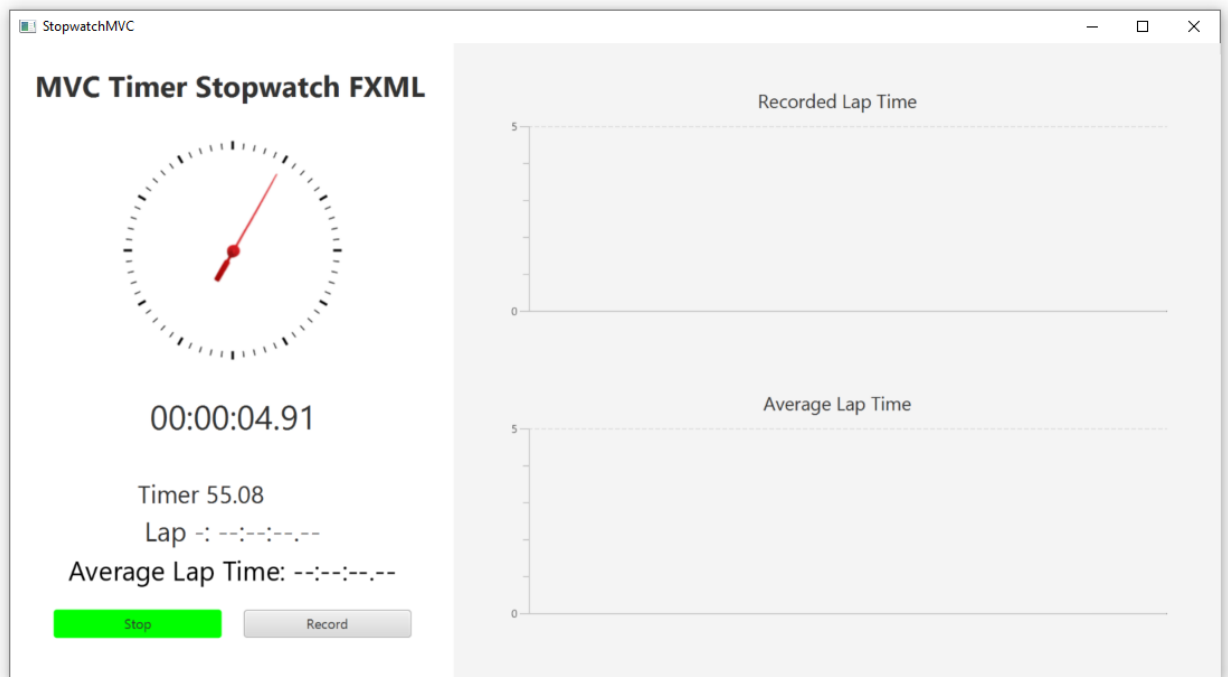 StopwatchMVC
MVC Timer Stopwatch FXML
00:00:04.91
Timer 55.08
Lap -: --:--:--.--
Average Lap Time: --:--:--.--
Stop
Record
Recorded Lap Time
5
0
Average Lap Time
5
0